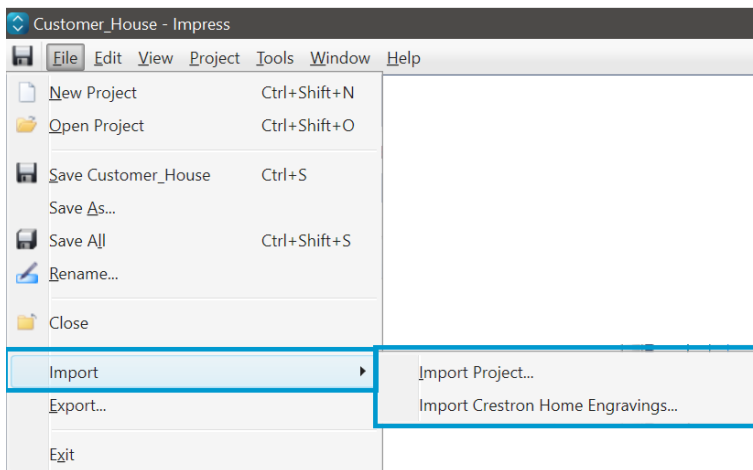 Customer_House - Impress
File Edit View Project Tools Window Help
New Project Ctrl+Shift+N
Open Project Ctrl+Shift+O
Save Customer_House Ctrl+S
Save As...
Save All Ctrl+Shift+S
Rename...
Close
Import
Import Project...
Export...
Import Crestron Home Engravings...
Exit